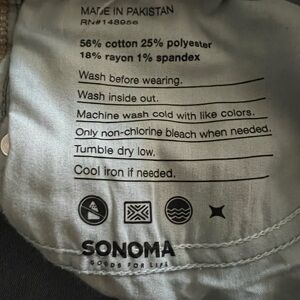 MADE IN PAKISTAN
RN#148956
56% cotton 25% polyester
18% rayon 1% spandex
Wash before wearing.
Wash inside out.
Machine wash cold with like colors.
Only non-chlorine bleach when needed.
Tumble dry low.
Cool iron if needed.
SONOMA
GOODS FOR LIFE